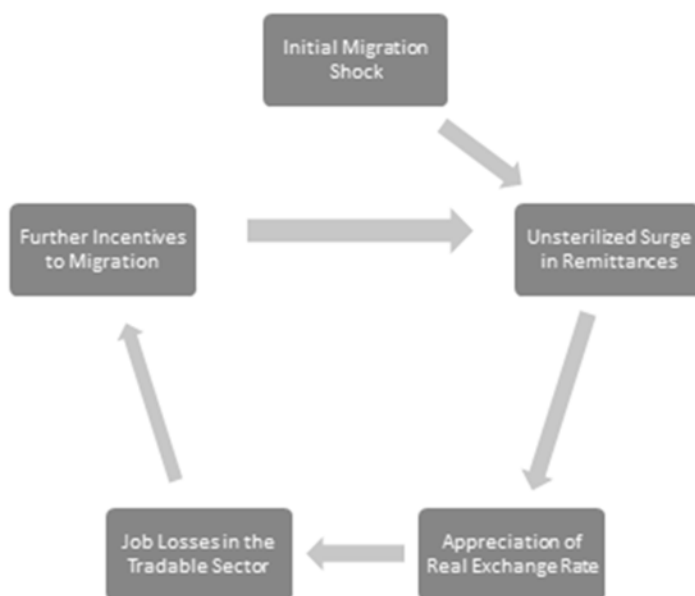 Initial Migration
Shock
Further Incentives
to Migration
Unsterilized Surge
in Remittances
Job Losses in the
Tradable Sector
Appreciation of
Real Exchange Rate